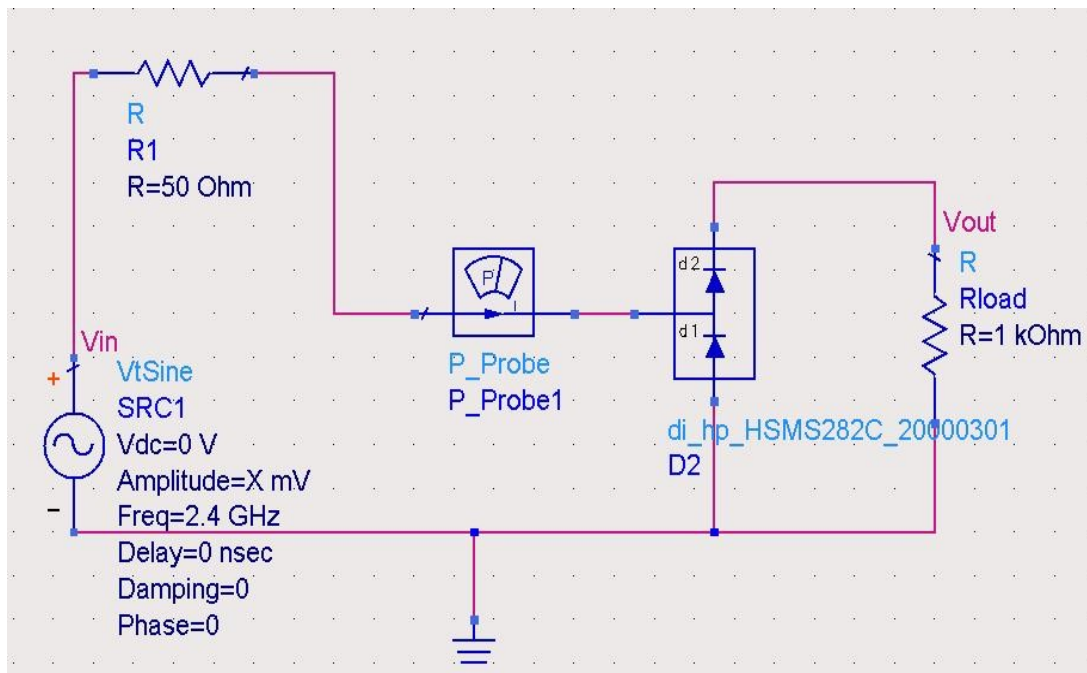 R
R1
R=50 Ohm
Vin
+
VtSine
SRC1
Vdc=0 V
Amplitude=X mV
Freq=2.4 GHz
Delay=0 nsec
Damping=0
Phase=0
-
P
I
P_Probe
P_Probe1
d2
d1
di_hp_HSMS282C_20000301
D2
Vout
R
Rload
R=1 kOhm